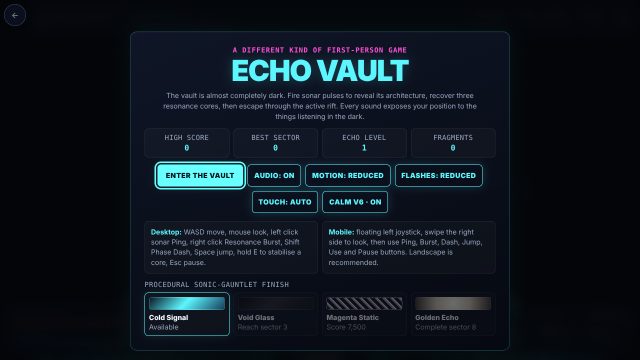 ←
A DIFFERENT KIND OF FIRST-PERSON GAME
ECHO VAULT
The vault is almost completely dark. Fire sonar pulses to reveal its architecture, recover three
resonance cores, then escape through the active rift. Every sound exposes your position to the
things listening in the dark.
HIGH SCORE
0
BEST SECTOR
0
ECHO LEVEL
1
FRAGMENTS
0
ENTER THE VAULT
AUDIO: ON
MOTION: REDUCED
FLASHES: REDUCED
TOUCH: AUTO
CALM V6 · ON
Desktop: WASD move, mouse look, left click
sonar Ping, right click Resonance Burst, Shift
Phase Dash, Space jump, hold E to stabilise a
core, Esc pause.
Mobile: floating left joystick, swipe the right
side to look, then use Ping, Burst, Dash, Jump,
Use and Pause buttons. Landscape is
recommended.
PROCEDURAL SONIC-GAUNTLET FINISH
Cold Signal
Available
Void Glass
Reach sector 3
Magenta Static
Score 7,500
Golden Echo
Complete sector 8